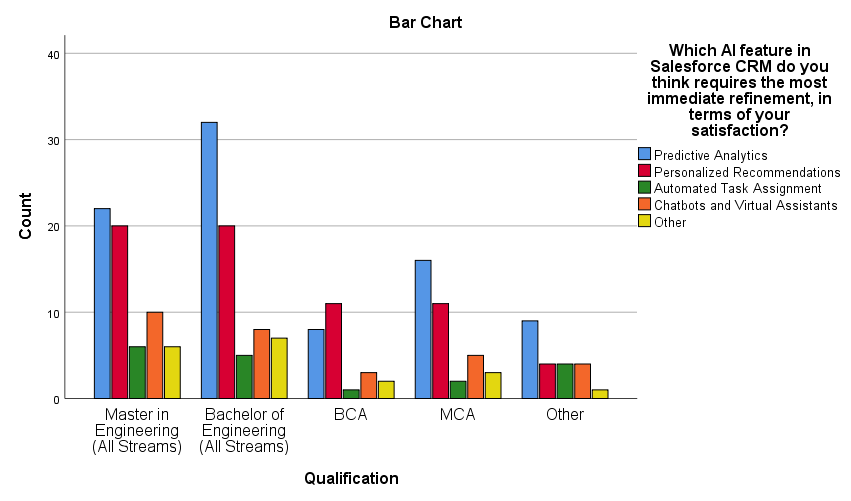 Bar Chart
Which AI feature in
Salesforce CRM do you
think requires the most
immediate refinement, in
terms of your
satisfaction?
Predictive Analytics
Personalized Recommendations
Automated Task Assignment
Chatbots and Virtual Assistants
Other
Count
40
30
20
10
0
Master in
Engineering
(All Streams)
Bachelor of
Engineering
(All Streams)
BCA
MCA
Other
Qualification